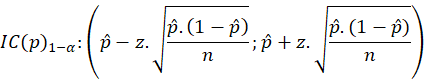 IC(p)₁₋α: ( p̂ − z. √( p̂. (1 − p̂) / n ) ; p̂ + z. √( p̂. (1 − p̂) / n ) )